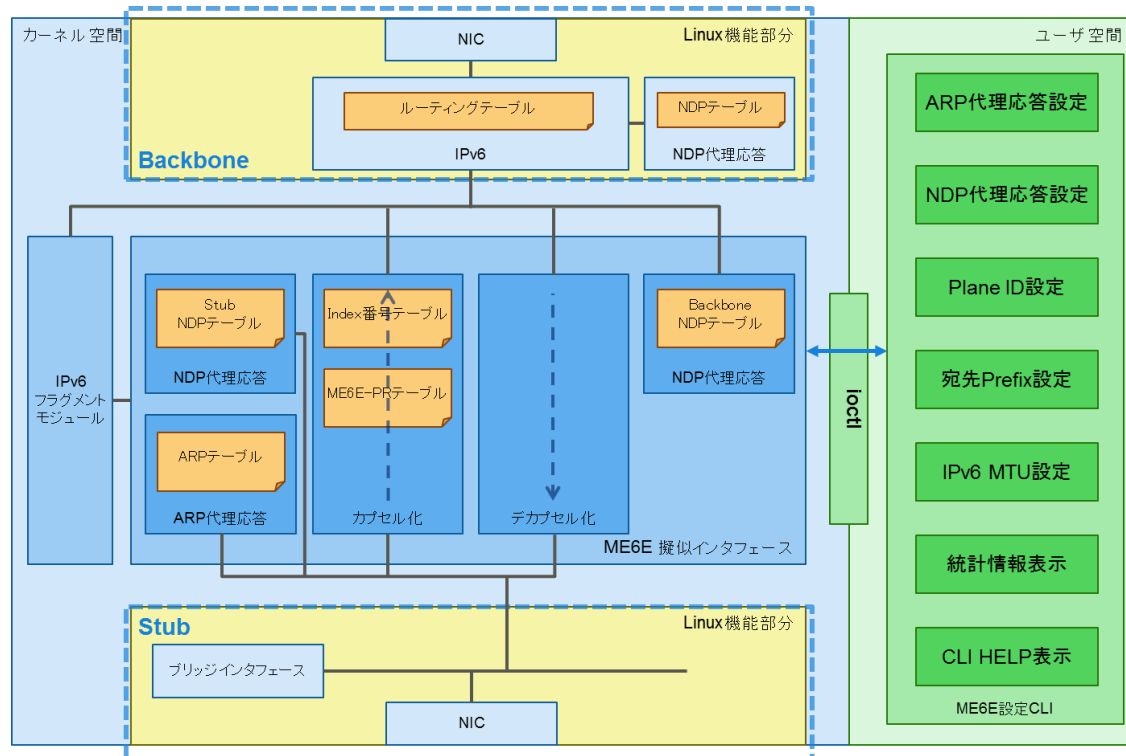 カーネル空間
NIC
Linux機能部分
ユーザ空間
ルーティングテーブル
IPv6
NDPテーブル
NDP代理応答
Backbone
IPv6
フラグメント
モジュール
Stub
NDPテーブル
NDP代理応答
ARPテーブル
ARP代理応答
Index番号テーブル
ME6E-PRテーブル
カプセル化
デカプセル化
Backbone
NDPテーブル
NDP代理応答
ME6E 擬似インタフェース
ioctl
ARP代理応答設定
NDP代理応答設定
Plane ID設定
宛先Prefix設定
IPv6 MTU設定
統計情報表示
CLI HELP表示
ME6E設定CLI
Stub
Linux機能部分
ブリッジインタフェース
NIC